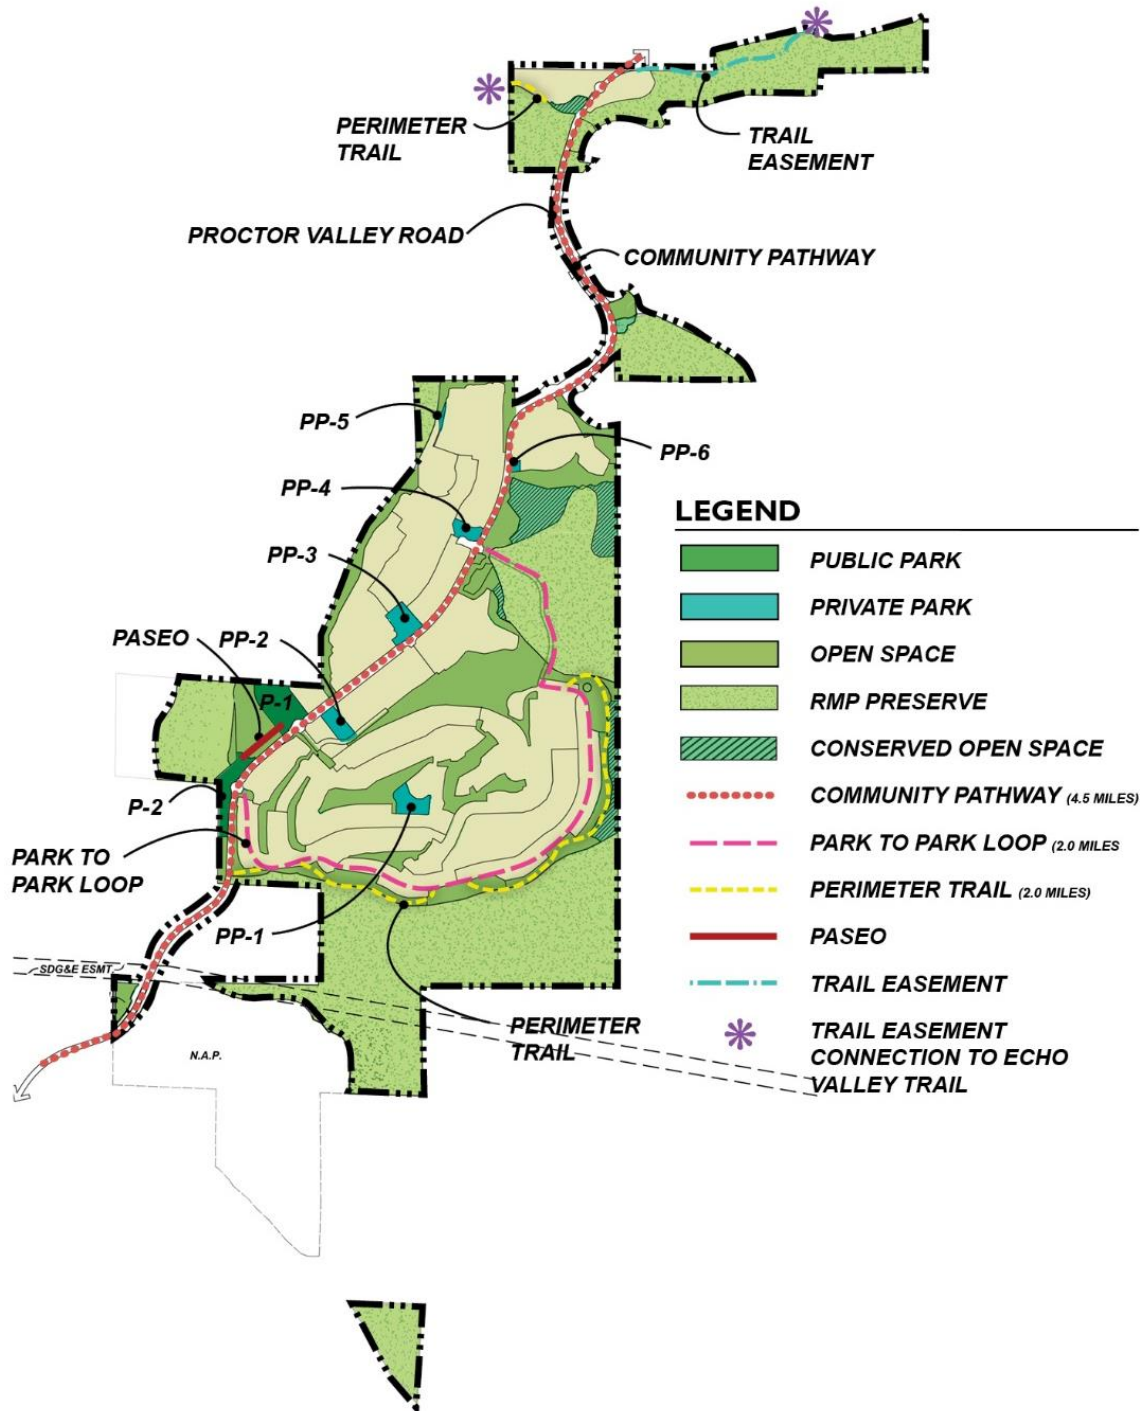 PERIMETER
TRAIL
TRAIL
EASEMENT
PROCTOR VALLEY ROAD
COMMUNITY PATHWAY
PP-5
PP-6
PP-4
PP-3
PASEO
PP-2
P-1
P-2
PARK TO
PARK LOOP
PP-1
SDG&E ESMT
PERIMETER
TRAIL
N.A.P.
LEGEND
PUBLIC PARK
PRIVATE PARK
OPEN SPACE
RMP PRESERVE
CONSERVED OPEN SPACE
COMMUNITY PATHWAY (4.5 MILES)
PARK TO PARK LOOP (2.0 MILES
PERIMETER TRAIL (2.0 MILES)
PASEO
TRAIL EASEMENT
TRAIL EASEMENT
CONNECTION TO ECHO
VALLEY TRAIL